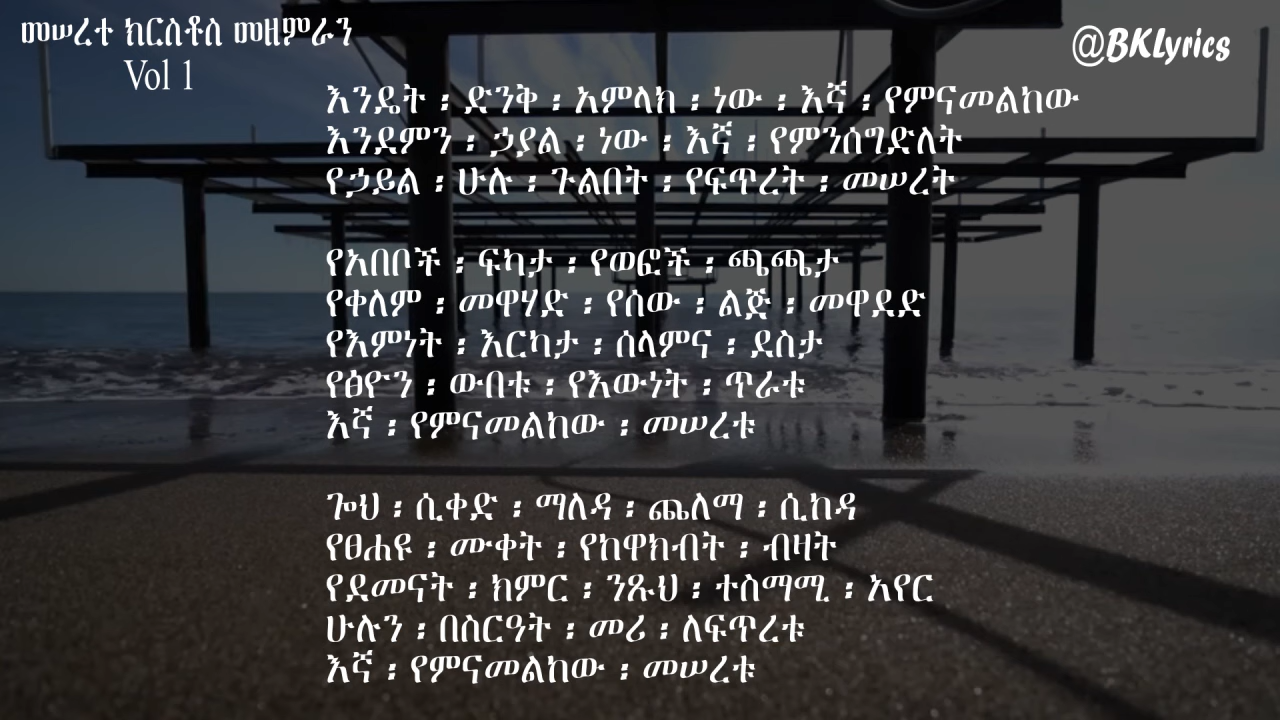 መሠረተ ክርስቶስ መዘምራን
Vol 1
@BKLyrics
እንዴት ፡ ድንቅ ፡ አምላክ ፡ ነው ፡ እኛ ፡ የምናመልከው
እንደምን ፡ ኃያል ፡ ነው ፡ እኛ ፡ የምንሰግድለት
የኃይል ፡ ሁሉ ፡ ጉልበት ፡ የፍጥረት ፡ መሠረት
የአበቦች ፡ ፍካታ ፡ የወፎች ፡ ጫጫታ
የቀለም ፡ መዋሃድ ፡ የሰው ፡ ልጅ ፡ መዋደድ
የእምነት ፡ እርካታ ፡ ሰላምና ፡ ደስታ
የፅዮን ፡ ውበቱ ፡ የእውነት ፡ ጥራቱ
እኛ ፡ የምናመልከው ፡ መሠረቱ
ጐህ ፡ ሲቀድ ፡ ማለዳ ፡ ጨለማ ፡ ሲከዳ
የፀሐዩ ፡ ሙቀት ፡ የከዋክብት ፡ ብዛት
የደመናት ፡ ክምር ፡ ንጹህ ፡ ተስማሚ ፡ አየር
ሁሉን ፡ በስርዓት ፡ መሪ ፡ ለፍጥረቱ
እኛ ፡ የምናመልከው ፡ መሠረቱ